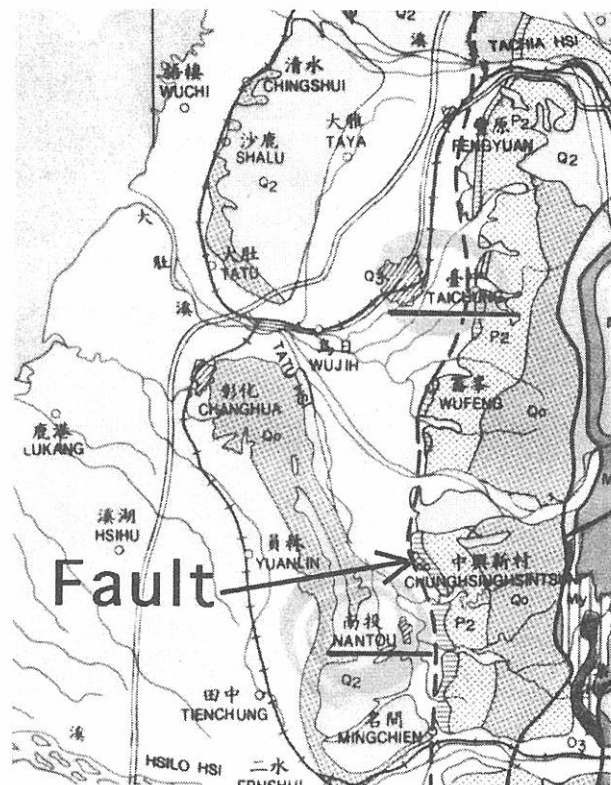 Q2
溪
TACHIA HSI
梧棲
WUCHI
清水
CHINGSHUI
大雅
TAYA
豐原
FENGYUAN
P2
沙鹿
SHALU
Q2
Q2
大
肚
溪
大肚
TATU
Q3
臺中
TAICHUNG
P2
烏日
WUJIH
TATU
彰化
CHANGHUA
Qo
霧峯
WUFENG
Qo
鹿港
LUKANG
溪湖
HSIHU
員林
YUANLIN
Fault
中興新村
CHUNGHSINGHSINTSUN
Qo
P2
南投
NANTOU
Q2
田中
TIENCHUNG
名間
MINGCHIEN
溪
HSILO HSI
二水